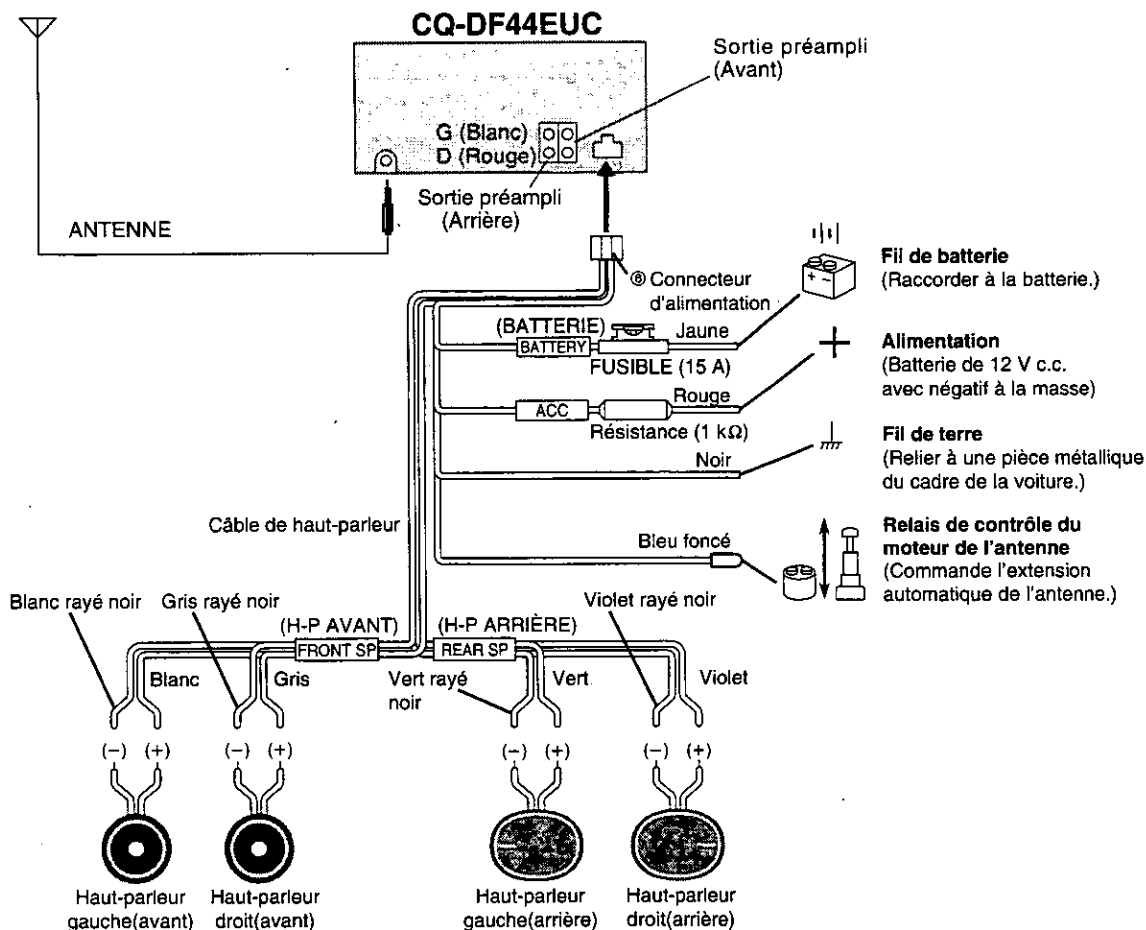 CQ-DF44EUC
Sortie préampli
(Avant)
G (Blanc)
D (Rouge)
Sortie préampli
(Arrière)
ANTENNE
⑥ Connecteur
d'alimentation
(BATTERIE)
BATTERY
Jaune
FUSIBLE (15 A)
Fil de batterie
(Raccorder à la batterie.)
ACC
Rouge
Résistance (1 kΩ)
Alimentation
(Batterie de 12 V c.c.
avec négatif à la masse)
Noir
Fil de terre
(Relier à une pièce métallique
du cadre de la voiture.)
Câble de haut-parleur
Bleu foncé
Relais de contrôle du
moteur de l'antenne
(Commande l'extension
automatique de l'antenne.)
Blanc rayé noir
Gris rayé noir
(H-P AVANT)
FRONT SP
(H-P ARRIÈRE)
REAR SP
Violet rayé noir
Blanc
Gris
Vert rayé
noir
Vert
Violet
(−) (+)
(−) (+)
(−) (+)
(−) (+)
Haut-parleur
gauche(avant)
Haut-parleur
droit(avant)
Haut-parleur
gauche(arrière)
Haut-parleur
droit(arrière)